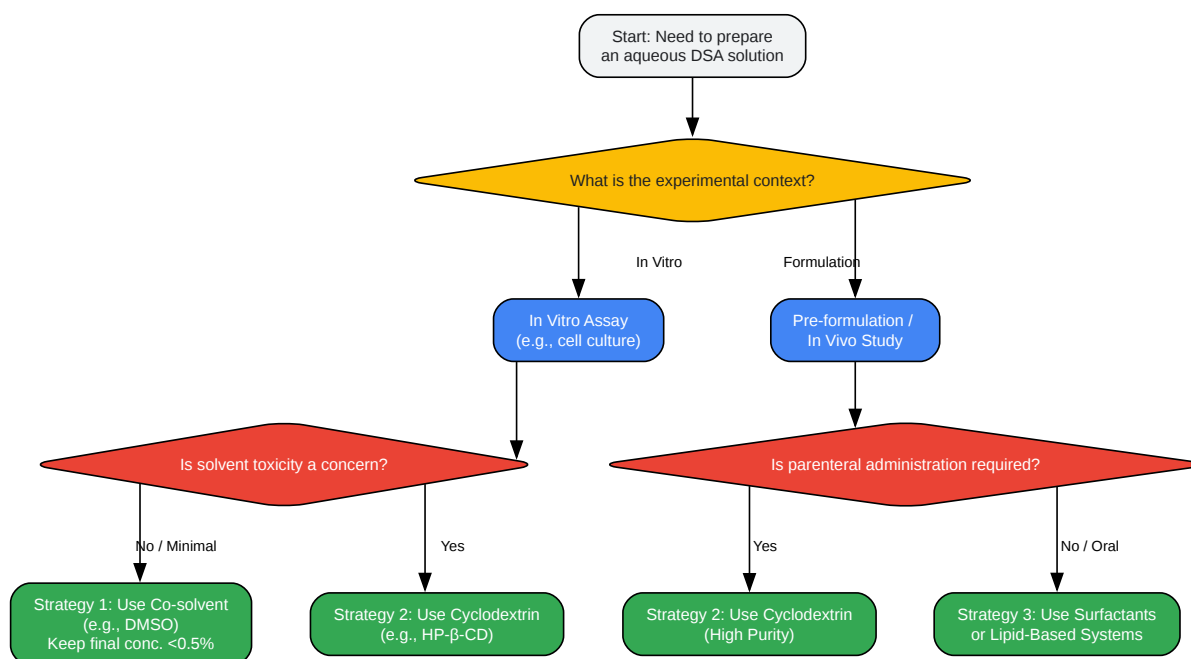 Start: Need to prepare
an aqueous DSA solution
What is the experimental context?
In Vitro
Formulation
In Vitro Assay
(e.g., cell culture)
Pre-formulation /
In Vivo Study
Is solvent toxicity a concern?
Is parenteral administration required?
No / Minimal
Yes
Yes
No / Oral
Strategy 1: Use Co-solvent
(e.g., DMSO)
Keep final conc. <0.5%
Strategy 2: Use Cyclodextrin
(e.g., HP-β-CD)
Strategy 2: Use Cyclodextrin
(High Purity)
Strategy 3: Use Surfactants
or Lipid-Based Systems